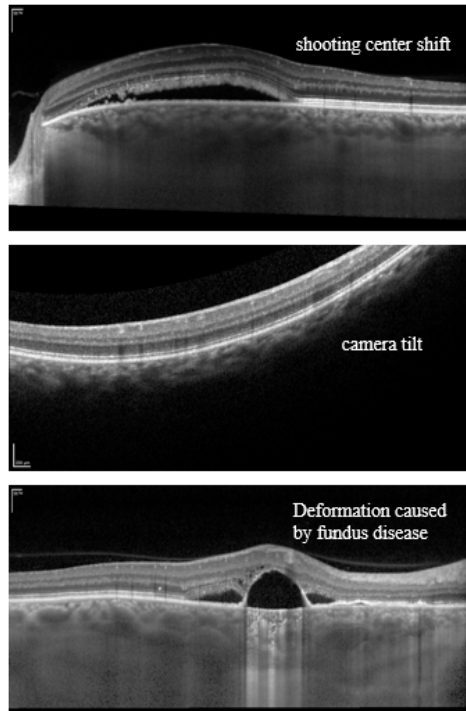 shooting center shift
camera tilt
Deformation caused
by fundus disease